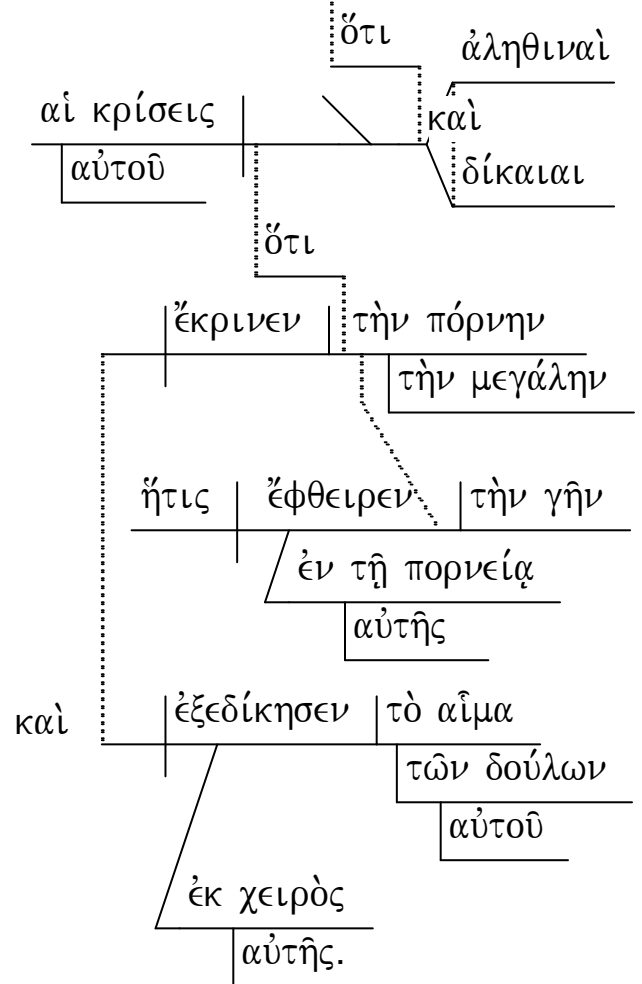 ὅτι
ἀληθιναὶ
αἱ κρίσεις
καὶ
αὐτοῦ
δίκαιαι
ὅτι
ἔκρινεν τὴν πόρνην
τὴν μεγάλην
ἥτις ἔφθειρεν τὴν γῆν
ἐν τῇ πορνείᾳ
αὐτῆς
καὶ ἐξεδίκησεν τὸ αἷμα
τῶν δούλων
αὐτοῦ
ἐκ χειρὸς
αὐτῆς.